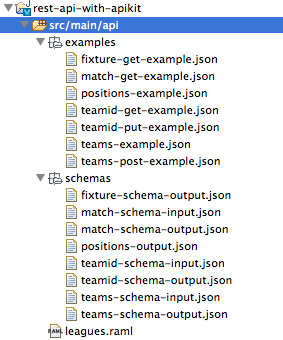 rest-api-with-apikit
src/main/api
examples
fixture-get-example.json
match-get-example.json
positions-example.json
teamid-get-example.json
teamid-put-example.json
teams-example.json
teams-post-example.json
schemas
fixture-schema-output.json
match-schema-input.json
match-schema-output.json
positions-output.json
teamid-schema-input.json
teamid-schema-output.json
teams-schema-input.json
teams-schema-output.json
RAML leagues.raml